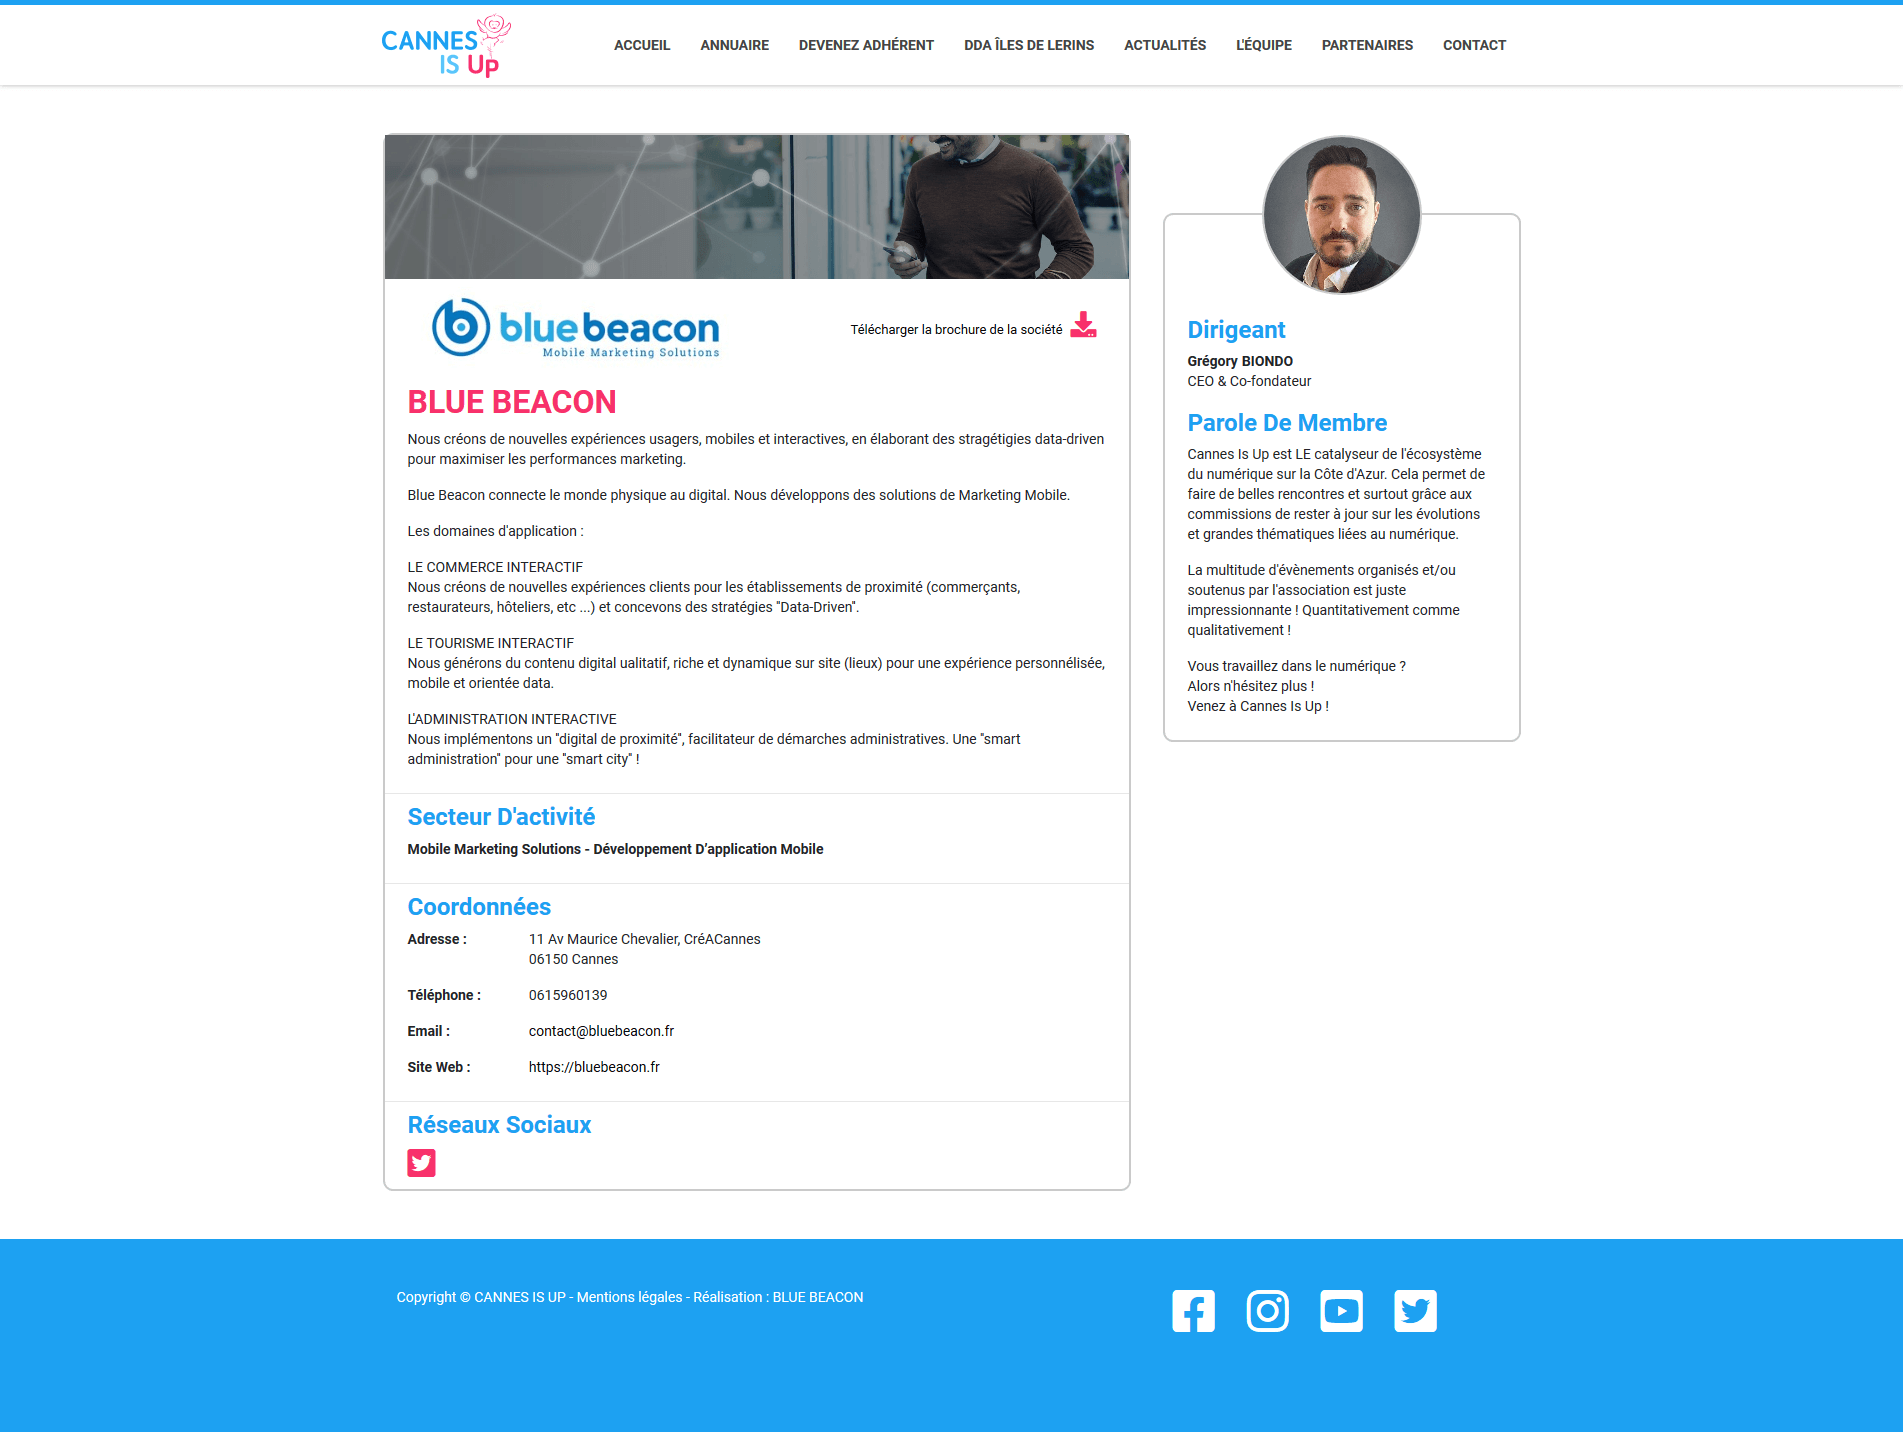 CANNES
IS Up
ACCUEIL ANNUAIRE DEVENEZ ADHÉRENT DDA ÎLES DE LERINS ACTUALITÉS L'ÉQUIPE PARTENAIRES CONTACT
bluebeacon
Mobile Marketing Solutions
Télécharger la brochure de la société
BLUE BEACON
Nous créons de nouvelles expériences usagers, mobiles et interactives, en élaborant des stragétigies data-driven
pour maximiser les performances marketing.
Blue Beacon connecte le monde physique au digital. Nous développons des solutions de Marketing Mobile.
Les domaines d'application :
LE COMMERCE INTERACTIF
Nous créons de nouvelles expériences clients pour les établissements de proximité (commerçants,
restaurateurs, hôteliers, etc ...) et concevons des stratégies "Data-Driven".
LE TOURISME INTERACTIF
Nous générons du contenu digital ualitatif, riche et dynamique sur site (lieux) pour une expérience personnélisée,
mobile et orientée data.
L'ADMINISTRATION INTERACTIVE
Nous implémentons un "digital de proximité", facilitateur de démarches administratives. Une "smart
administration" pour une "smart city" !
Secteur D'activité
Mobile Marketing Solutions - Développement D’application Mobile
Coordonnées
Adresse : 11 Av Maurice Chevalier, CréACannes
06150 Cannes
Téléphone : 0615960139
Email : contact@bluebeacon.fr
Site Web : https://bluebeacon.fr
Réseaux Sociaux
Dirigeant
Grégory BIONDO
CEO & Co-fondateur
Parole De Membre
Cannes Is Up est LE catalyseur de l'écosystème
du numérique sur la Côte d'Azur. Cela permet de
faire de belles rencontres et surtout grâce aux
commissions de rester à jour sur les évolutions
et grandes thématiques liées au numérique.
La multitude d'évènements organisés et/ou
soutenus par l'association est juste
impressionnante ! Quantitativement comme
qualitativement !
Vous travaillez dans le numérique ?
Alors n'hésitez plus !
Venez à Cannes Is Up !
Copyright © CANNES IS UP - Mentions légales - Réalisation : BLUE BEACON